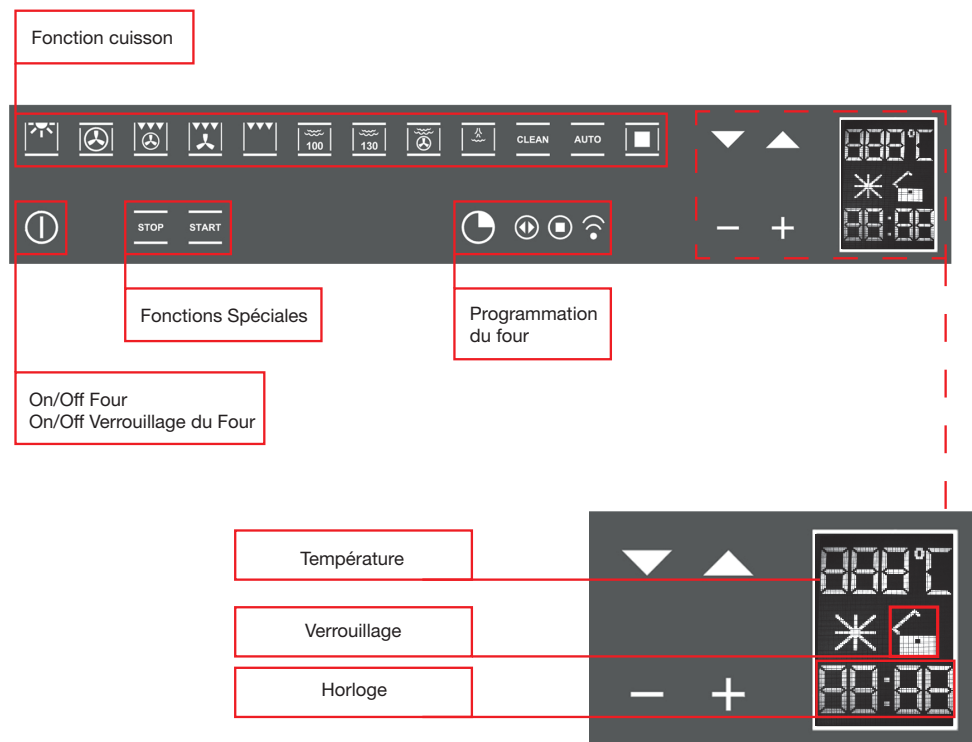 Fonction cuisson
100
130
CLEAN
AUTO
888°C
88:88
STOP
START
Fonctions Spéciales
Programmation
du four
On/Off Four
On/Off Verrouillage du Four
Température
888°C
Verrouillage
Horloge
88:88